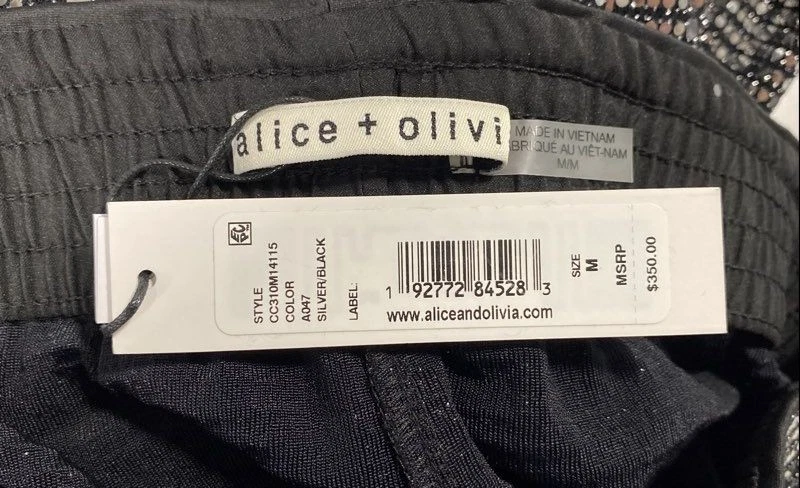 alice + olivi
MADE IN VIETNAM
FABRIQUÉ AU VIÊT-NAM
M/M
STYLE
CC310M14115
COLOR
A047
SILVER/BLACK
LABEL:
1 92772 84528 3
www.aliceandolivia.com
SIZE
M
MSRP
$350.00